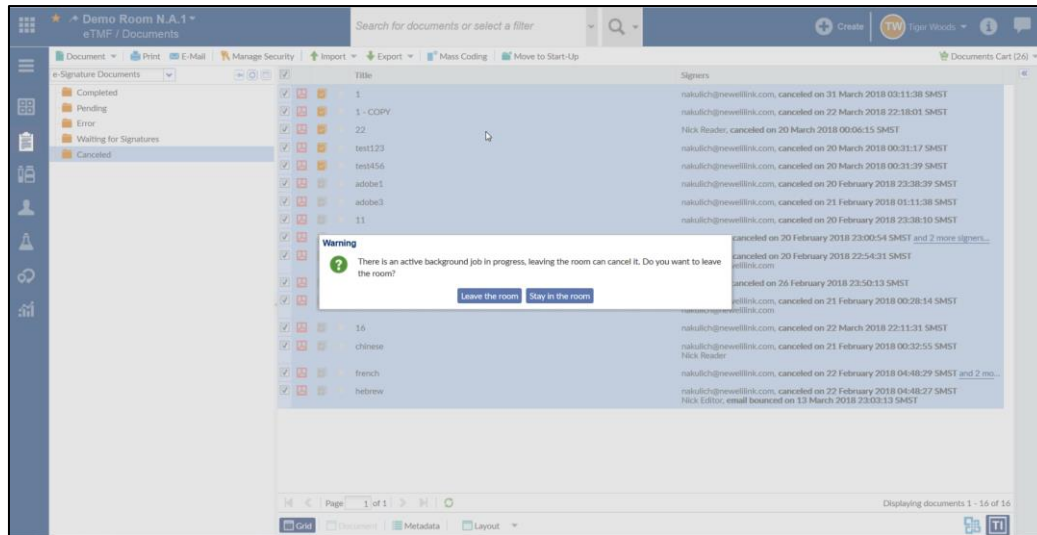 Demo Room N.A.1
eTMF / Documents
Search for documents or select a filter
Create
TW
Tiger Woods
Document
Print
E-Mail
Manage Security
Import
Export
Mass Coding
Move to Start-Up
Documents Cart (26)
e-Signature Documents
Title
Signers
Completed
Pending
Error
Waiting for Signatures
Canceled
1
nakulich@newelllink.com, canceled on 31 March 2018 03:11:38 SMST
1 - COPY
nakulich@newelllink.com, canceled on 22 March 2018 22:18:01 SMST
22
Nick Reader, canceled on 20 March 2018 00:06:15 SMST
test123
nakulich@newelllink.com, canceled on 20 March 2018 00:31:17 SMST
test456
nakulich@newelllink.com, canceled on 20 March 2018 00:31:39 SMST
adobe1
nakulich@newelllink.com, canceled on 20 February 2018 23:38:39 SMST
adobe3
nakulich@newelllink.com, canceled on 21 February 2018 01:11:38 SMST
11
nakulich@newelllink.com, canceled on 20 February 2018 23:38:10 SMST
canceled on 20 February 2018 23:00:54 SMST and 2 more signers...
canceled on 20 February 2018 22:54:31 SMST
canceled on 26 February 2018 23:50:13 SMST
canceled on 21 February 2018 00:28:14 SMST
Warning
There is an active background job in progress, leaving the room can cancel it. Do you want to leave
the room?
Leave the room
Stay in the room
16
nakulich@newelllink.com, canceled on 22 March 2018 22:11:31 SMST
chinese
nakulich@newelllink.com, canceled on 21 February 2018 00:32:55 SMST
Nick Reader
french
nakulich@newelllink.com, canceled on 22 February 2018 04:48:29 SMST and 2 mo...
hebrew
nakulich@newelllink.com, canceled on 22 February 2018 04:48:27 SMST
Nick Editor, email bounced on 13 March 2018 23:03:13 SMST
Page 1 of 1
Displaying documents 1 - 16 of 16
Grid
Document
Metadata
Layout
TI